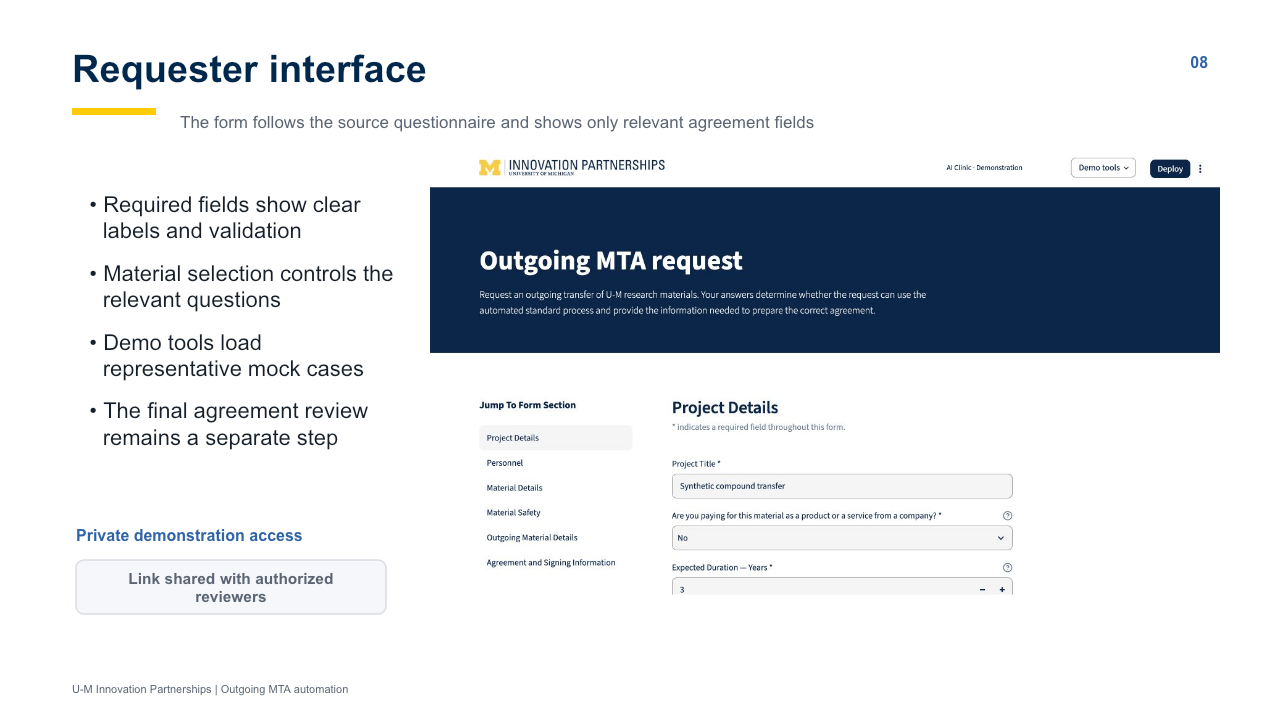 Requester interface
08
The form follows the source questionnaire and shows only relevant agreement fields
• Required fields show clear
labels and validation
• Material selection controls the
relevant questions
• Demo tools load
representative mock cases
• The final agreement review
remains a separate step
Private demonstration access
Link shared with authorized
reviewers
M INNOVATION PARTNERSHIPS
UNIVERSITY OF MICHIGAN
AI Clinic - Demonstration
Demo tools
Deploy
Outgoing MTA request
Request an outgoing transfer of U-M research materials. Your answers determine whether the request can use the
automated standard process and provide the information needed to prepare the correct agreement.
Jump To Form Section
Project Details
Personnel
Material Details
Material Safety
Outgoing Material Details
Agreement and Signing Information
Project Details
* indicates a required field throughout this form.
Project Title *
Synthetic compound transfer
Are you paying for this material as a product or a service from a company? *
No
Expected Duration — Years *
3
U-M Innovation Partnerships | Outgoing MTA automation